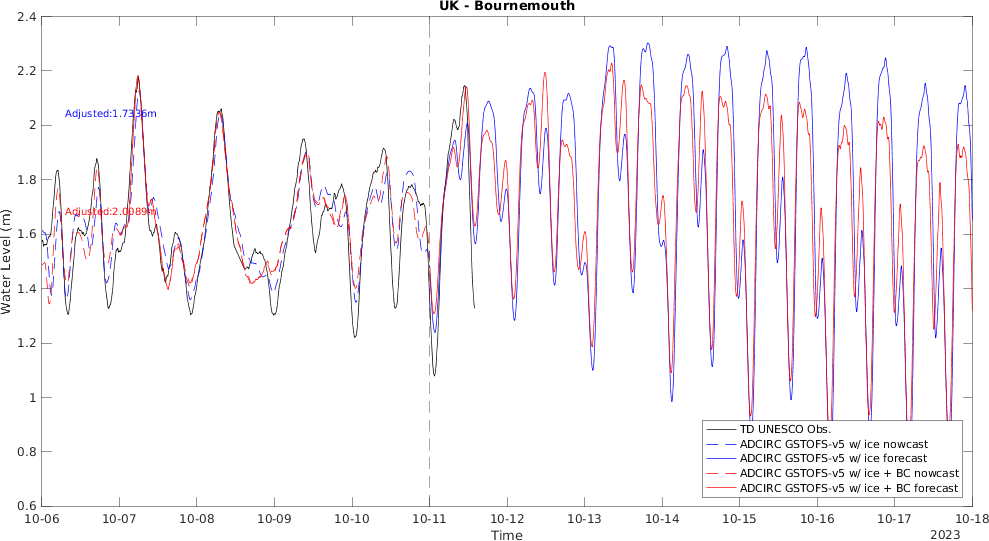 UK - Bournemouth
2.4
2.2
2
1.8
1.6
1.4
1.2
1
0.8
0.6
Water Level (m)
Adjusted:1.7336m
Adjusted:2.0089m
TD UNESCO Obs.
ADCIRC GSTOFS-v5 w/ ice nowcast
ADCIRC GSTOFS-v5 w/ ice forecast
ADCIRC GSTOFS-v5 w/ ice + BC nowcast
ADCIRC GSTOFS-v5 w/ ice + BC forecast
10-06 10-07 10-08 10-09 10-10 10-11 10-12 10-13 10-14 10-15 10-16 10-17 10-18
Time
2023